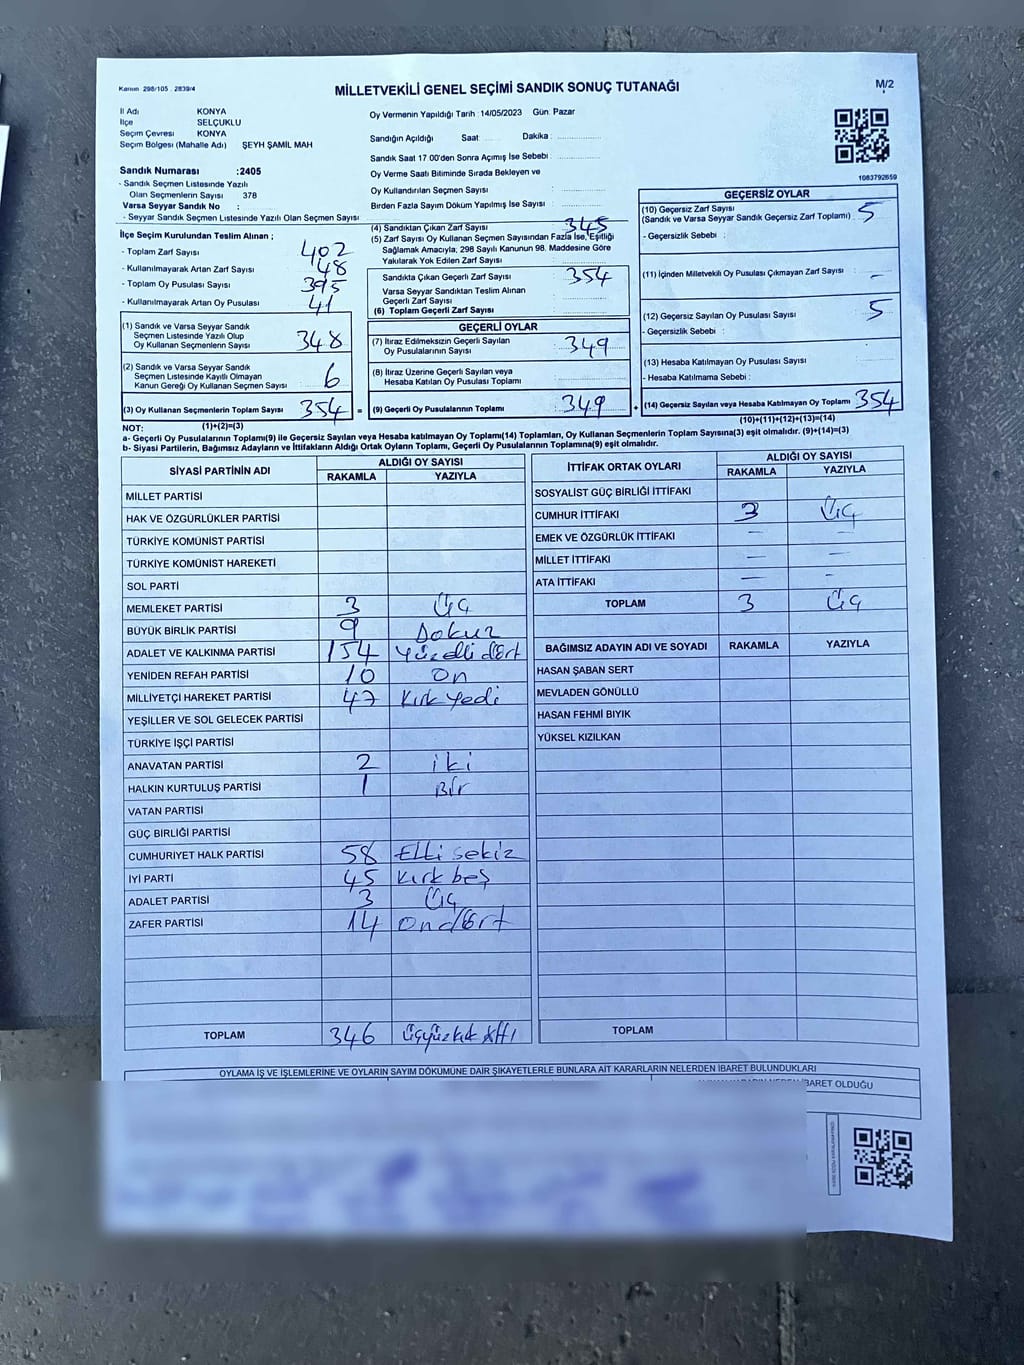 Kanun 298/105 . 2839/4
MİLLETVEKİLİ GENEL SEÇİMİ SANDIK SONUÇ TUTANAĞI
M/2
İl Adı KONYA
İlçe SELÇUKLU
Seçim Çevresi KONYA
Seçim Bölgesi (Mahalle Adı) ŞEYH ŞAMİL MAH
Sandık Numarası :2405
- Sandık Seçmen Listesinde Yazılı
Olan Seçmenlerin Sayısı 378
Varsa Seyyar Sandık No :
- Seyyar Sandık Seçmen Listesinde Yazılı Olan Seçmen Sayısı
Oy Vermenin Yapıldığı Tarih :14/05/2023 Gün: Pazar
Sandığın Açıldığı Saat: Dakika :
Sandık Saat 17 00'den Sonra Açımış İse Sebebi :
Oy Verme Saati Bitiminde Sırada Bekleyen ve
Oy Kullandırılan Seçmen Sayısı :
Birden Fazla Sayım Döküm Yapılmış İse Sayısı :
1083792659
İlçe Seçim Kurulundan Teslim Alınan ;
- Toplam Zarf Sayısı 402
- Kullanılmayarak Artan Zarf Sayısı 48
- Toplam Oy Pusulası Sayısı 395
- Kullanılmayarak Artan Oy Pusulası 41
(1) Sandık ve Varsa Seyyar Sandık
Seçmen Listesinde Yazılı Olup
Oy Kullanan Seçmenlerin Sayısı 348
(2) Sandık ve Varsa Seyyar Sandık
Seçmen Listesinde Kayıtlı Olmayan
Kanun Gereği Oy Kullanan Seçmen Sayısı 6
(3) Oy Kullanan Seçmenlerin Toplam Sayısı 354 =
(1)+(2)=(3)
(4) Sandıktan Çıkan Zarf Sayısı 345
(5) Zarf Sayısı Oy Kullanan Seçmen Sayısından Fazla İse, Eşitliği
Sağlamak Amacıyla, 298 Sayılı Kanunun 98. Maddesine Göre
Yakılarak Yok Edilen Zarf Sayısı :
Sandıkta Çıkan Geçerli Zarf Sayısı 354
Varsa Seyyar Sandıktan Teslim Alınan
Geçerli Zarf Sayısı
(6) Toplam Geçerli Zarf Sayısı
GEÇERLİ OYLAR
(7) İtiraz Edilmeksizin Geçerli Sayılan
Oy Pusulalarının Sayısı 349
(8) İtiraz Üzerine Geçerli Sayılan veya
Hesaba Katılan Oy Pusulası Toplamı
(9) Geçerli Oy Pusulalarının Toplamı 349 +
GEÇERSİZ OYLAR
(10) Geçersiz Zarf Sayısı
(Sandık ve Varsa Seyyar Sandık Geçersiz Zarf Toplamı) 5
- Geçersizlik Sebebi :
(11) İçinden Milletvekili Oy Pusulası Çıkmayan Zarf Sayısı : -
(12) Geçersiz Sayılan Oy Pusulası Sayısı 5
- Geçersizlik Sebebi :
(13) Hesaba Katılmayan Oy Pusulası Sayısı
- Hesaba Katılmama Sebebi :
(14) Geçersiz Sayılan veya Hesaba Katılmayan Oy Toplamı 354
(10)+(11)+(12)+(13)=(14)
NOT:
a- Geçerli Oy Pusulalarının Toplamı(9) ile Geçersiz Sayılan veya Hesaba katılmayan Oy Toplamı(14) Toplamları, Oy Kullanan Seçmenlerin Toplam Sayısına(3) eşit olmalıdır. (9)+(14)=(3)
b- Siyasi Partilerin, Bağımsız Adayların ve İttifakların Aldığı Ortak Oyların Toplamı, Geçerli Oy Pusulalarının Toplamına(9) eşit olmalıdır.
SİYASİ PARTİNİN ADI ALDIĞI OY SAYISI
RAKAMLA YAZIYLA
MİLLET PARTİSİ
HAK VE ÖZGÜRLÜKLER PARTİSİ
TÜRKİYE KOMÜNİST PARTİSİ
TÜRKİYE KOMÜNİST HAREKETİ
SOL PARTİ
MEMLEKET PARTİSİ 3 Üç
BÜYÜK BİRLİK PARTİSİ 9 Dokuz
ADALET VE KALKINMA PARTİSİ 154 Yüzelli dört
YENİDEN REFAH PARTİSİ 10 On
MİLLİYETÇİ HAREKET PARTİSİ 47 Kırk yedi
YEŞİLLER VE SOL GELECEK PARTİSİ
TÜRKİYE İŞÇİ PARTİSİ
ANAVATAN PARTİSİ 2 iki
HALKIN KURTULUŞ PARTİSİ 1 Bir
VATAN PARTİSİ
GÜÇ BİRLİĞİ PARTİSİ
CUMHURİYET HALK PARTİSİ 58 Elli sekiz
İYİ PARTİ 45 Kırk beş
ADALET PARTİSİ 3 Üç
ZAFER PARTİSİ 14 on dört
TOPLAM 346 üçyüzkırk altı
İTTİFAK ORTAK OYLARI ALDIĞI OY SAYISI
RAKAMLA YAZIYLA
SOSYALİST GÜÇ BİRLİĞİ İTTİFAKI
CUMHUR İTTİFAKI 3 Üç
EMEK VE ÖZGÜRLÜK İTTİFAKI - -
MİLLET İTTİFAKI - -
ATA İTTİFAKI - -
TOPLAM 3 Üç
BAĞIMSIZ ADAYIN ADI VE SOYADI RAKAMLA YAZIYLA
HASAN ŞABAN SERT
MEVLADEN GÖNÜLLÜ
HASAN FEHMİ BIYIK
YÜKSEL KIZILKAN
TOPLAM
OYLAMA İŞ VE İŞLEMLERİNE VE OYLARIN SAYIM DÖKÜMÜNE DAİR ŞİKAYETLERLE BUNLARA AİT KARARLARIN NELERDEN İBARET BULUNDUKLARI
İBARET OLDUĞU